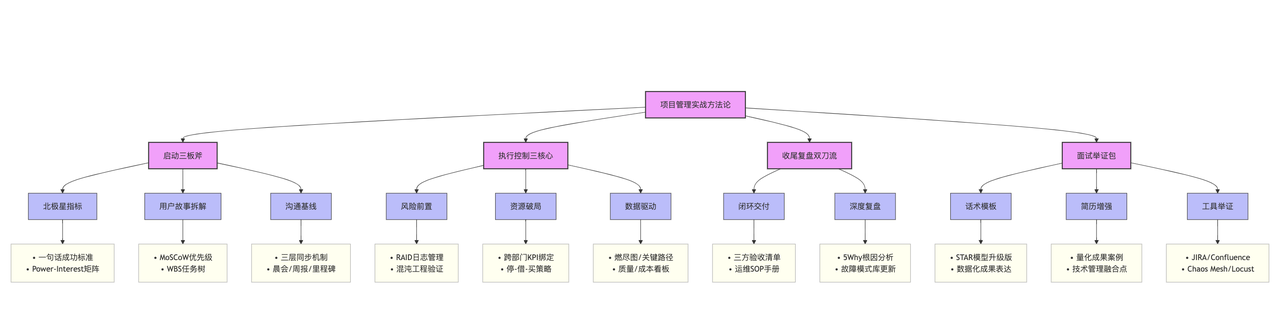 项目管理实战方法论
启动三板斧
执行控制三核心
收尾复盘双刀流
面试举证包
北极星指标
用户故事拆解
沟通基线
风险前置
资源破局
数据驱动
闭环交付
深度复盘
话术模板
简历增强
工具举证
• 一句话成功标准
• Power-Interest矩阵
• MoSCoW优先级
• WBS任务树
• 三层同步机制
• 晨会/周报/里程碑
• RAID日志管理
• 混沌工程验证
• 跨部门KPI绑定
• 停-借-买策略
• 燃尽图/关键路径
• 质量/成本看板
• 三方验收清单
• 运维SOP手册
• 5Why根因分析
• 故障模式库更新
• STAR模型升级版
• 数据化成果表达
• 量化成果案例
• 技术管理融合点
• JIRA/Confluence
• Chaos Mesh/Locust